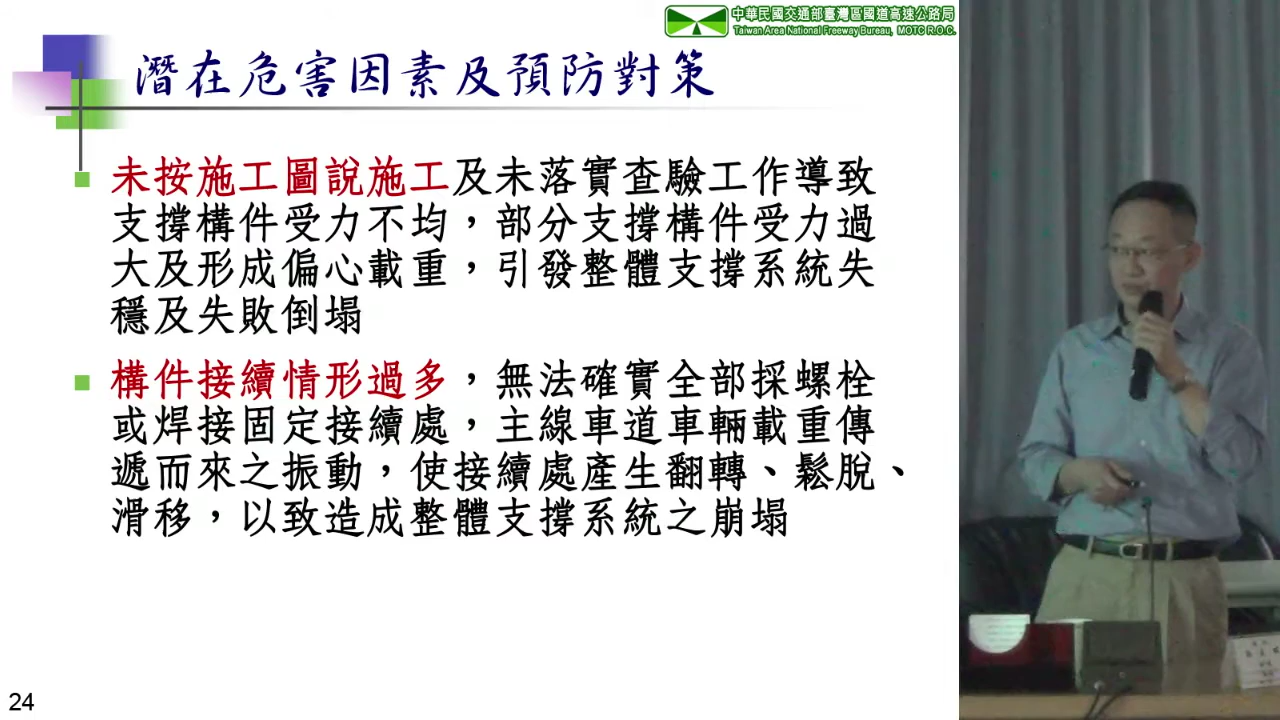 中華民國交通部臺灣區國道高速公路局
Taiwan Area National Freeway Bureau, MOTC R.O.C.
潛在危害因素及預防對策
未按施工圖說施工及未落實查驗工作導致
支撐構件受力不均，部分支撐構件受力過
大及形成偏心載重，引發整體支撐系統失
穩及失敗倒塌
構件接續情形過多，無法確實全部採螺栓
或焊接固定接續處，主線車道車輛載重傳
遞而來之振動，使接續處產生翻轉、鬆脫、
滑移，以致造成整體支撐系統之崩塌
24